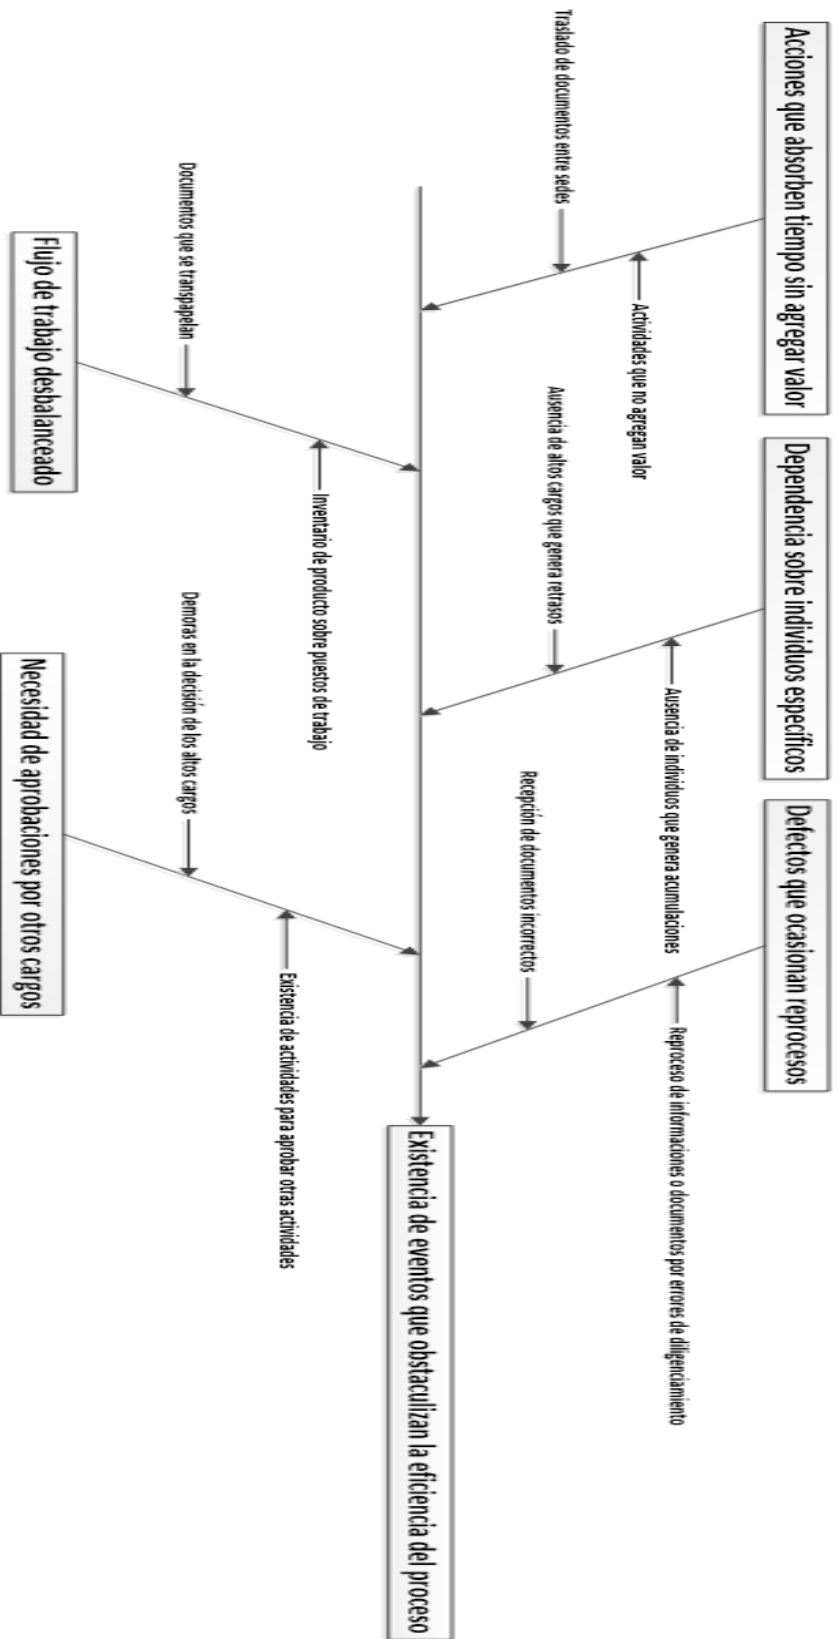 Acciones que absorben tiempo sin agregar valor
Dependencia sobre individuos específicos
Defectos que ocasionan reprocesos
Actividades que no agregan valor
Ausencia de individuos que genera acumulaciones
Reproceso de informaciones o documentos por errores de diligenciamiento
Traslado de documentos entre sedes
Ausencia de altos cargos que genera retrasos
Recepción de documentos incorrectos
Existencia de eventos que obstaculizan la eficiencia del proceso
Inventario de producto sobre puestos de trabajo
Existencia de actividades para aprobar otras actividades
Documentos que se transpapelan
Demoras en la decisión de los altos cargos
Flujo de trabajo desbalanceado
Necesidad de aprobaciones por otros cargos